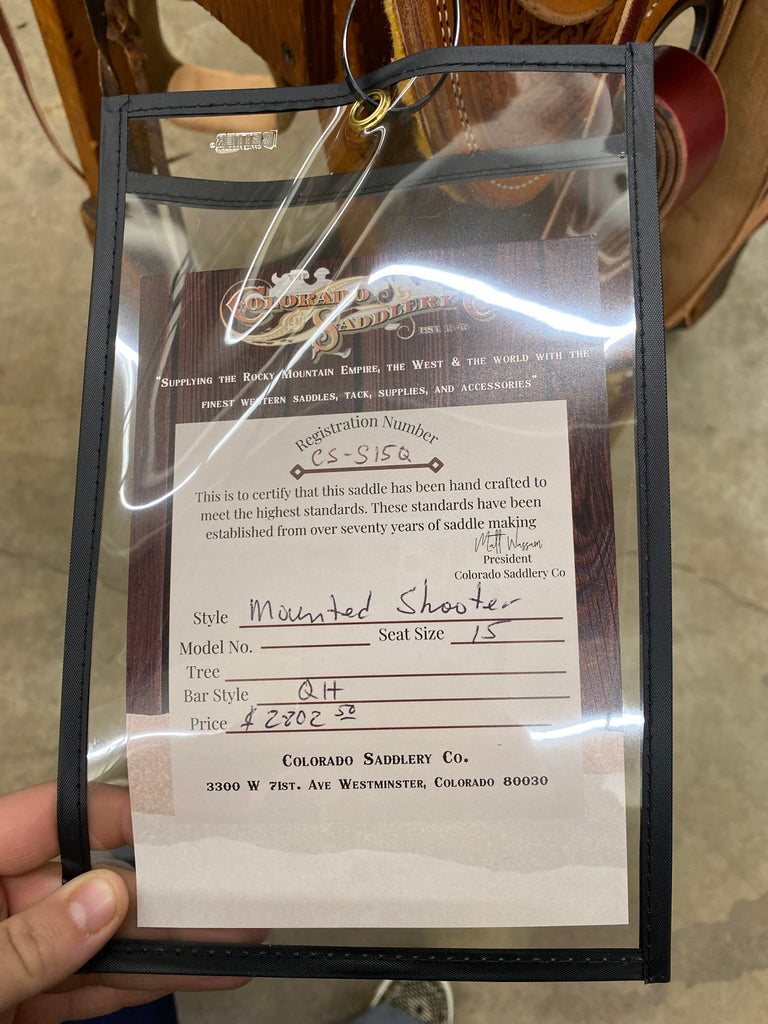 COLORADO
SADDLERY
EST. 1945
"SUPPLYING THE ROCKY MOUNTAIN EMPIRE, THE WEST & THE WORLD WITH THE
FINEST WESTERN SADDLES, TACK, SUPPLIES, AND ACCESSORIES"
Registration Number
CS-S15Q
This is to certify that this saddle has been hand crafted to
meet the highest standards. These standards have been
established from over seventy years of saddle making
Matt Wassam
President
Colorado Saddlery Co
Style Mounted Shooter
Model No. Seat Size 15
Tree
Bar Style QH
Price $2802 50
COLORADO SADDLERY CO.
3300 W 71ST. AVE WESTMINSTER, COLORADO 80030